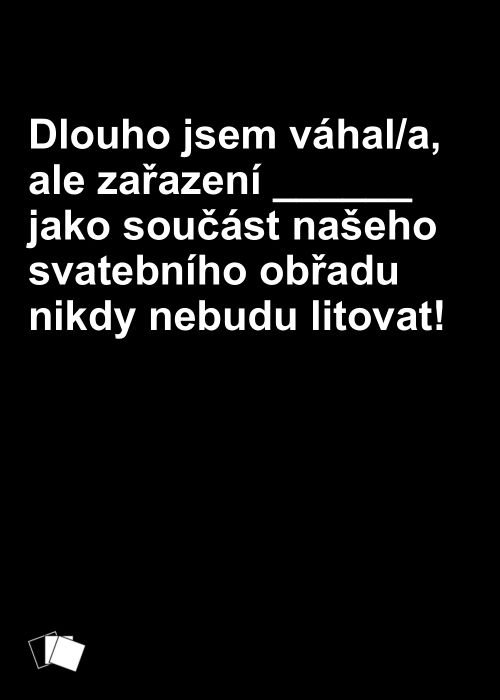 Dlouho jsem váhal/a,
ale zařazení ______
jako součást našeho
svatebního obřadu
nikdy nebudu litovat!